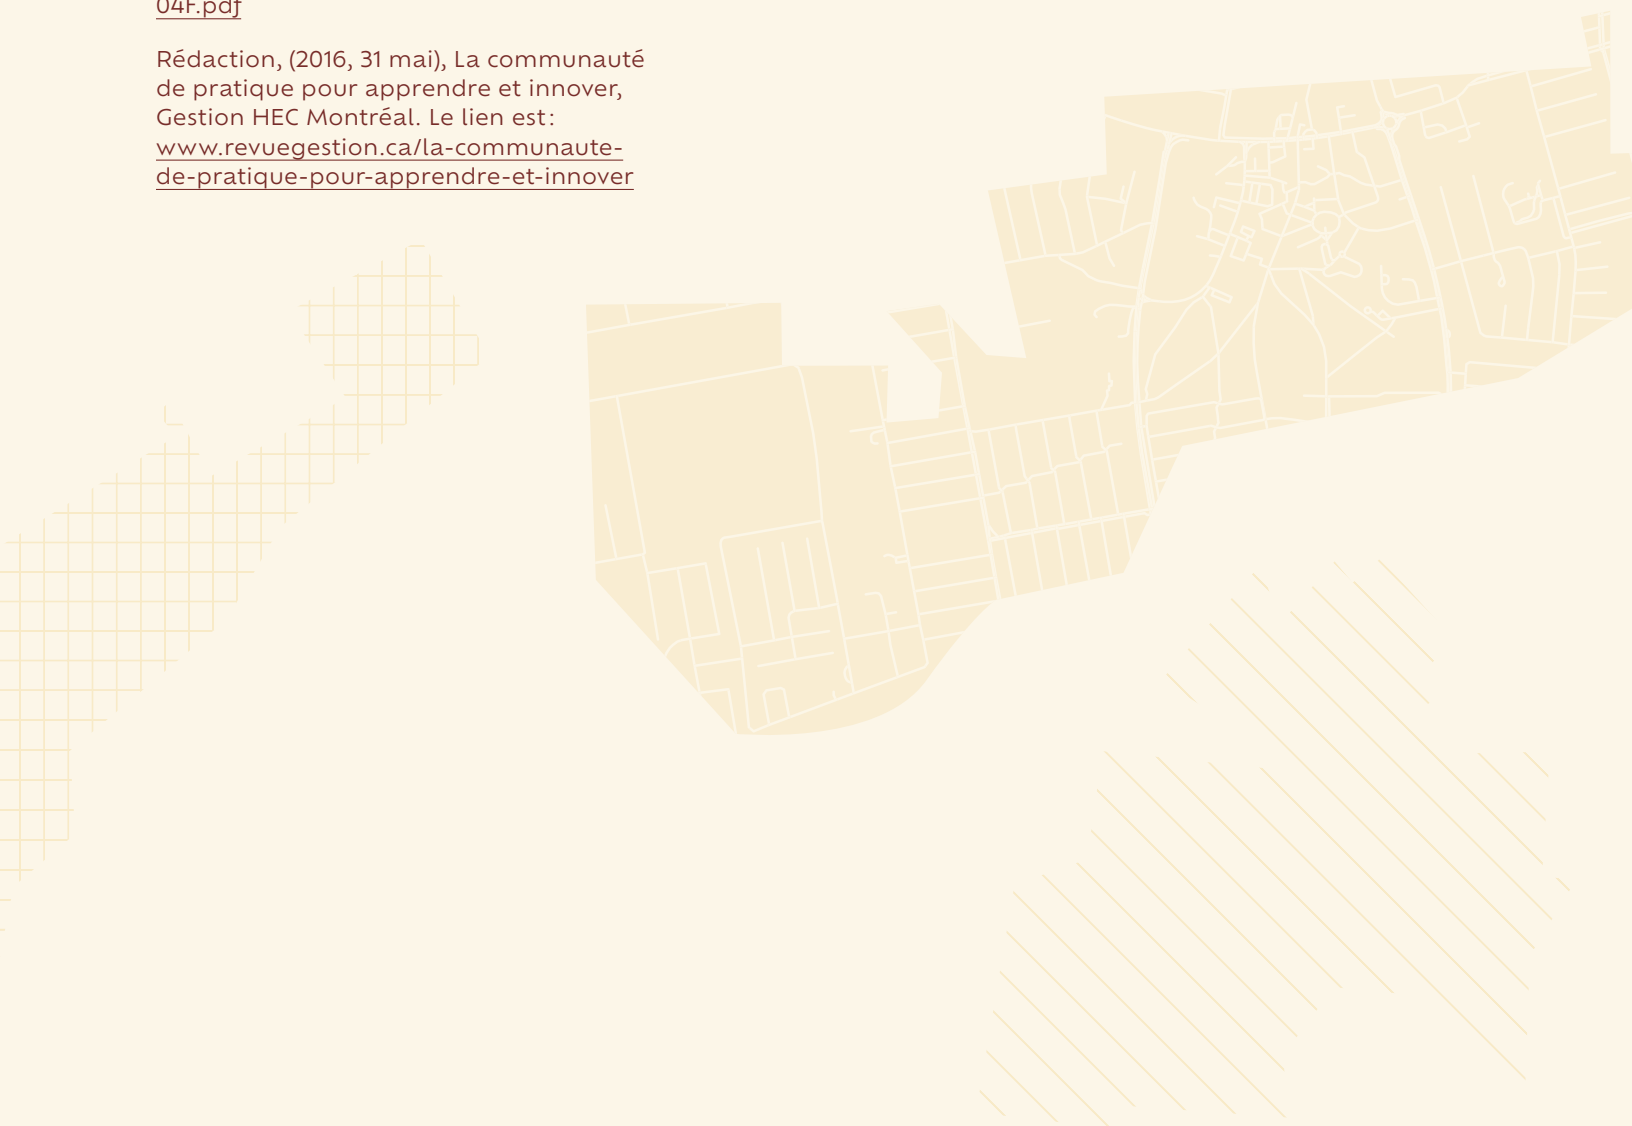 04F.pdf
Rédaction, (2016, 31 mai), La communauté
de pratique pour apprendre et innover,
Gestion HEC Montréal. Le lien est :
www.revuegestion.ca/la-communaute-
de-pratique-pour-apprendre-et-innover